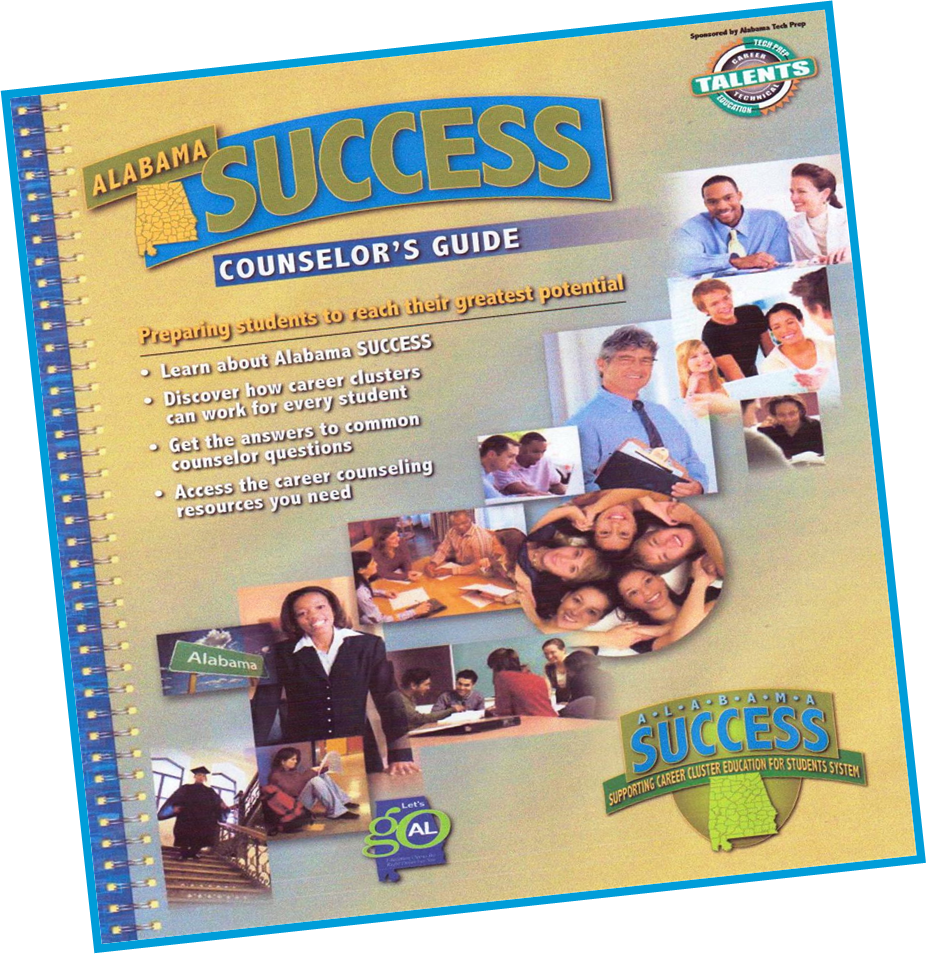 Sponsored by Alabama Tech Prep
TECH PREP
CAREER
TALENTS
TECHNICAL
EDUCATION
ALABAMA
SUCCESS
COUNSELOR'S GUIDE
Preparing students to reach their greatest potential
• Learn about Alabama SUCCESS
• Discover how career clusters
can work for every student
• Get the answers to common
counselor questions
• Access the career counseling
resources you need
Alabama
A•L•A•B•A•M•A
SUCCESS
SUPPORTING CAREER CLUSTER EDUCATION FOR STUDENTS SYSTEM
Let's
gO
AL